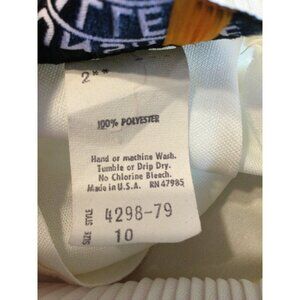 2**
100% POLYESTER
Hand or machine Wash.
Tumble or Drip Dry.
No Chlorine Bleach.
Made in U.S.A. RN 47985
STYLE 4298-79
SIZE 10